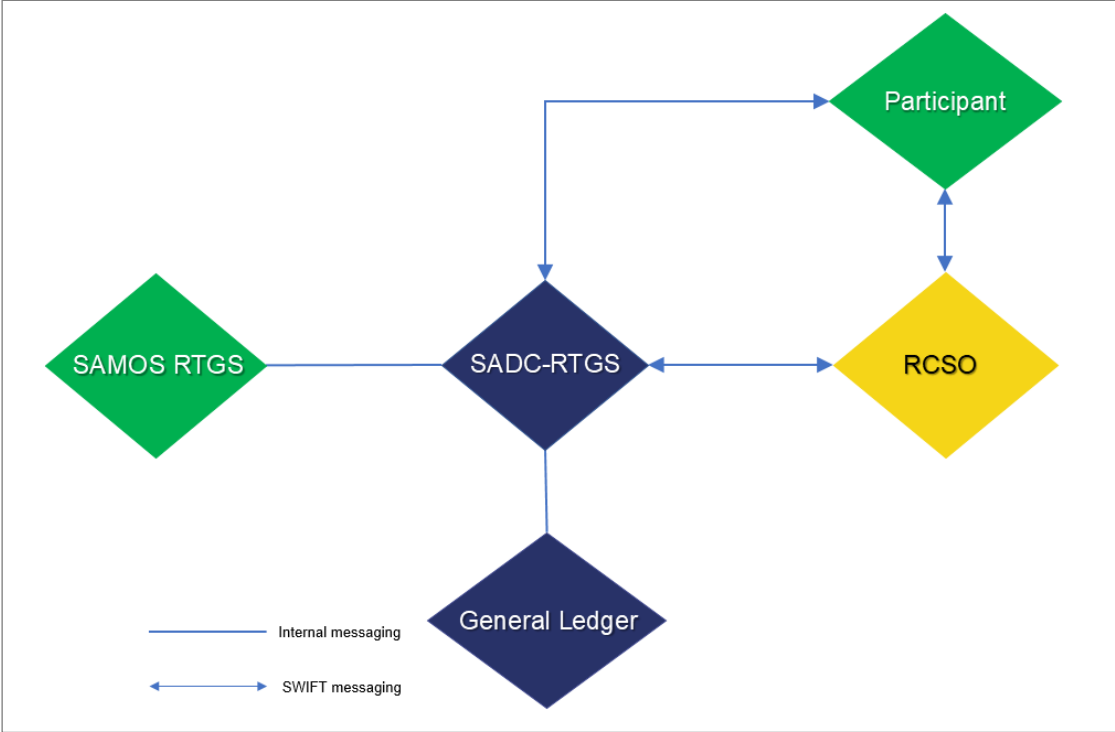 Participant
SAMOS RTGS
SADC-RTGS
RCSO
General Ledger
Internal messaging
SWIFT messaging